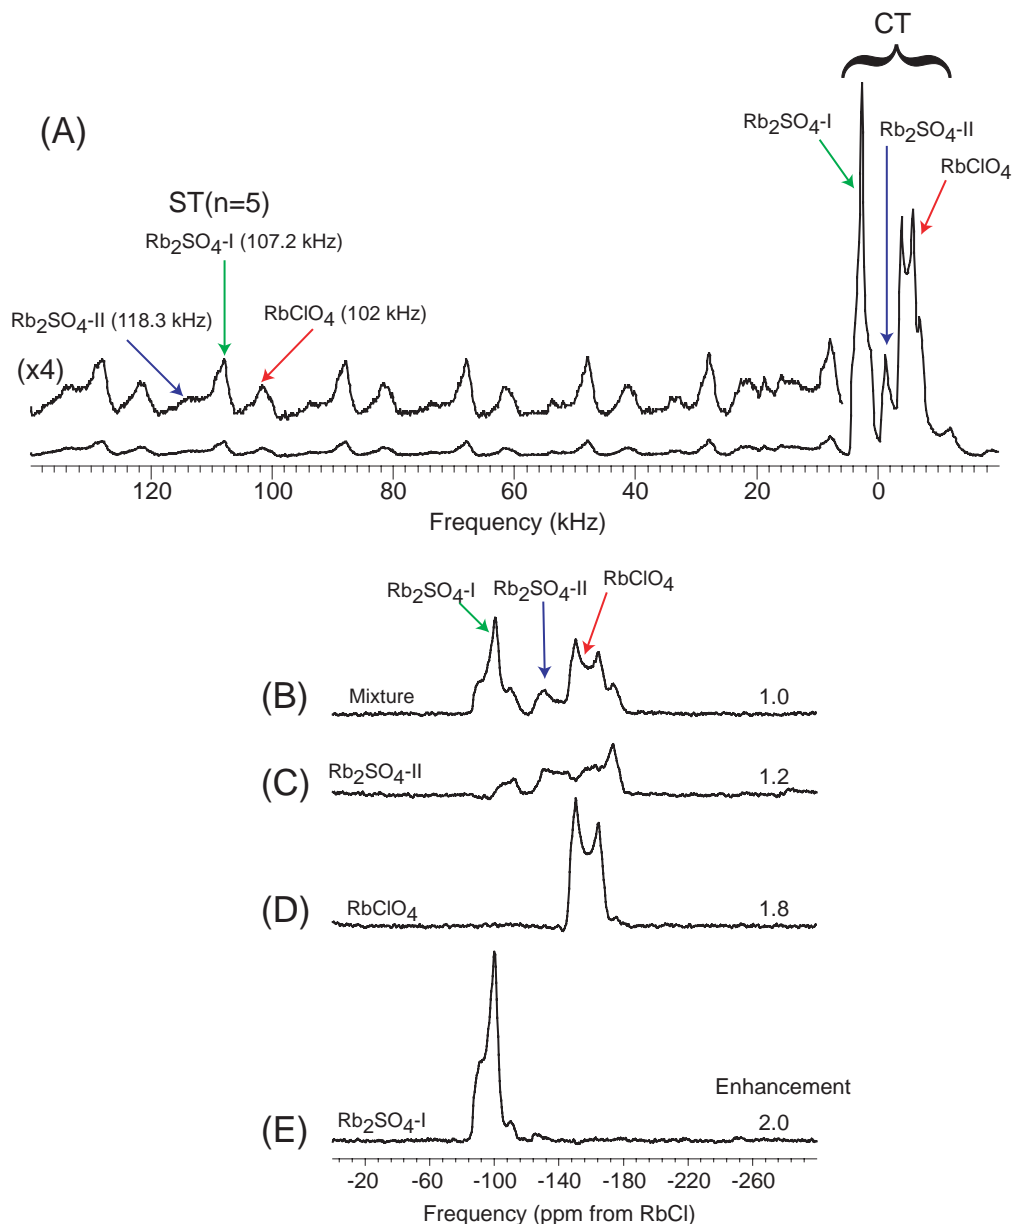 CT
(A)
Rb2SO4-I
Rb2SO4-II
RbClO4
ST(n=5)
Rb2SO4-I (107.2 kHz)
Rb2SO4-II (118.3 kHz)
RbClO4 (102 kHz)
(x4)
120 100 80 60 40 20 0
Frequency (kHz)
Rb2SO4-I
Rb2SO4-II
RbClO4
(B)
Mixture
1.0
(C)
Rb2SO4-II
1.2
(D)
RbClO4
1.8
Enhancement
(E)
Rb2SO4-I
2.0
-20 -60 -100 -140 -180 -220 -260
Frequency (ppm from RbCl)